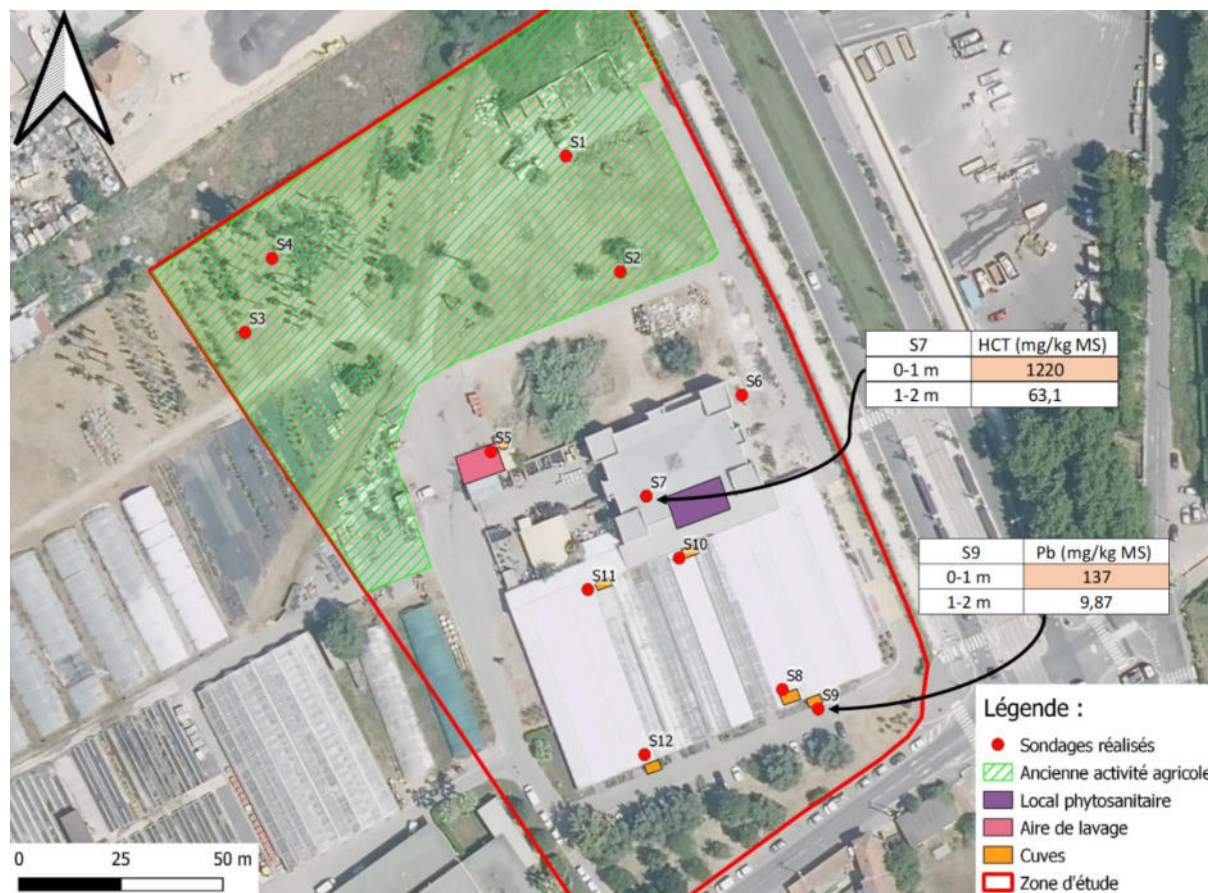 S1
S4
S2
S3
S7 HCT (mg/kg MS)
0-1 m 1220
1-2 m 63,1
S6
S5
S7
S10
S9 Pb (mg/kg MS)
0-1 m 137
1-2 m 9,87
S11
S8
S9
S12
Légende :
Sondages réalisés
Ancienne activité agricole
Local phytosanitaire
Aire de lavage
Cuves
Zone d'étude
0 25 50 m